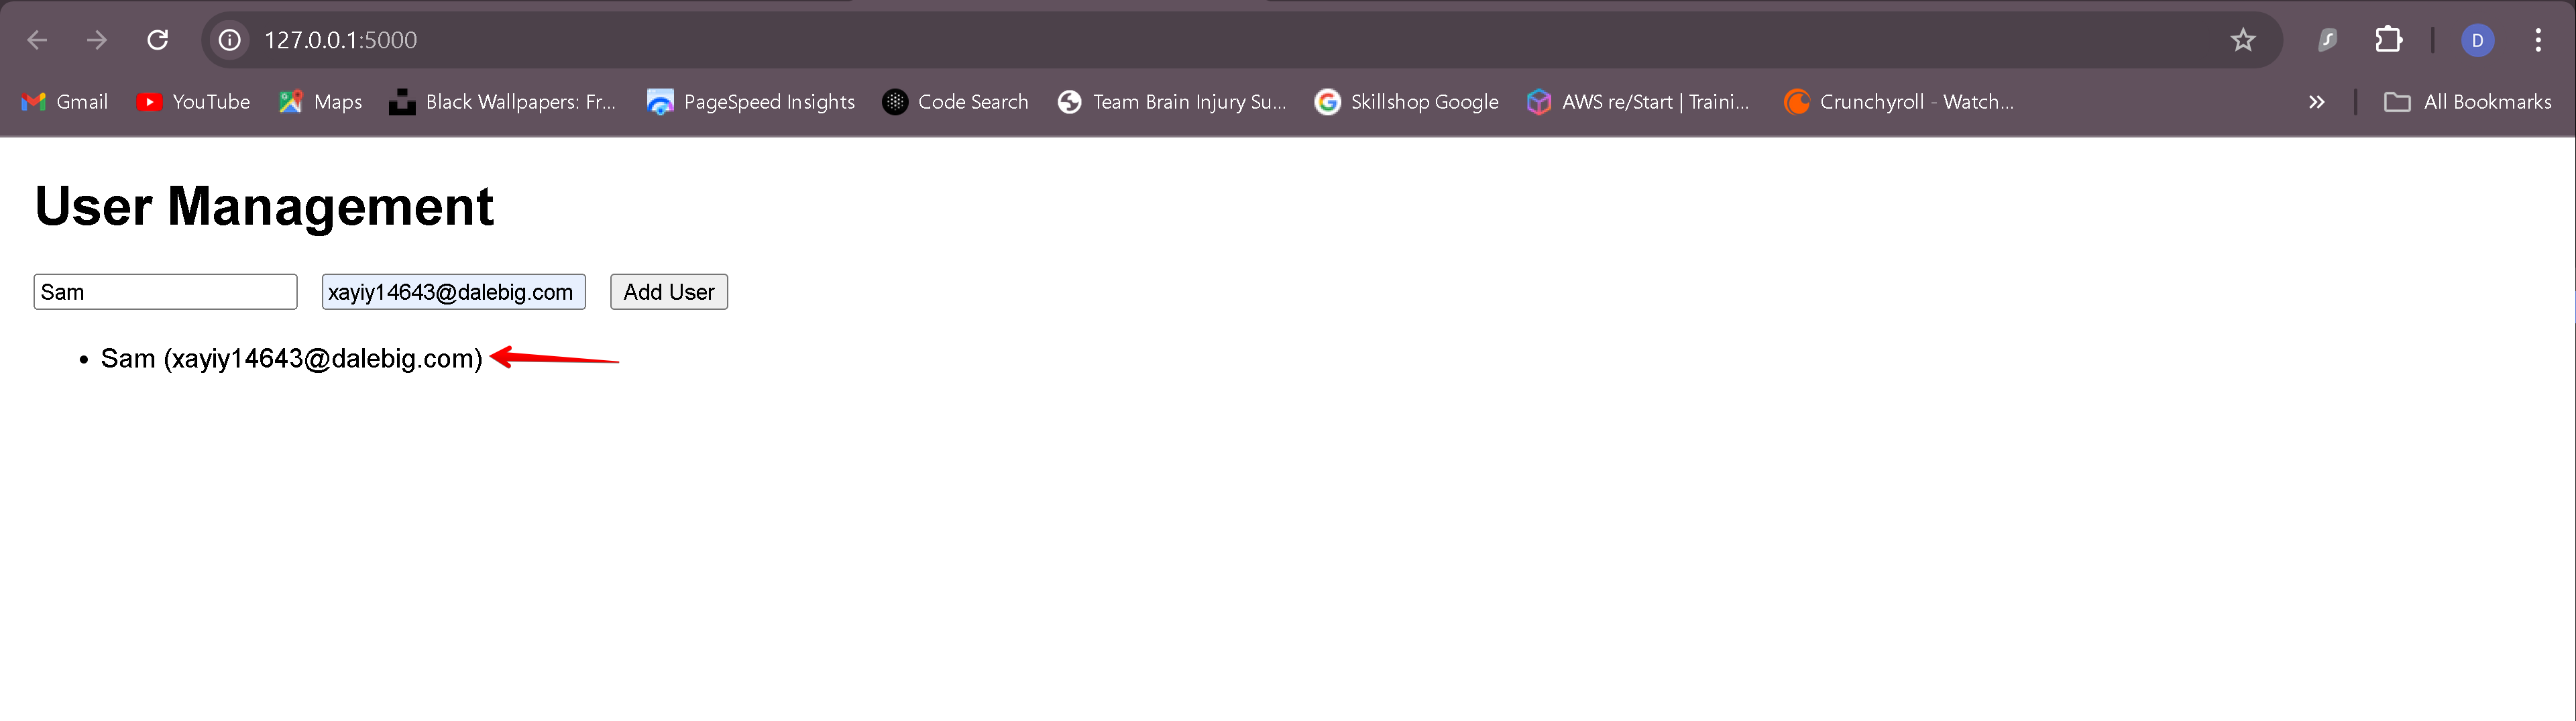 127.0.0.1:5000
D
Gmail YouTube Maps Black Wallpapers: Fr... PageSpeed Insights Code Search Team Brain Injury Su... Skillshop Google AWS re/Start | Traini... Crunchyroll - Watch... » All Bookmarks
User Management
Sam xayiy14643@dalebig.com Add User
• Sam (xayiy14643@dalebig.com)